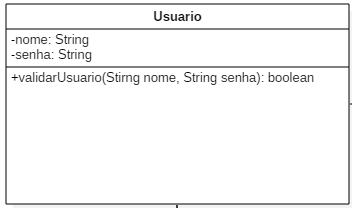 Usuario
-nome: String
-senha: String
+validarUsuario(Stirng nome, String senha): boolean